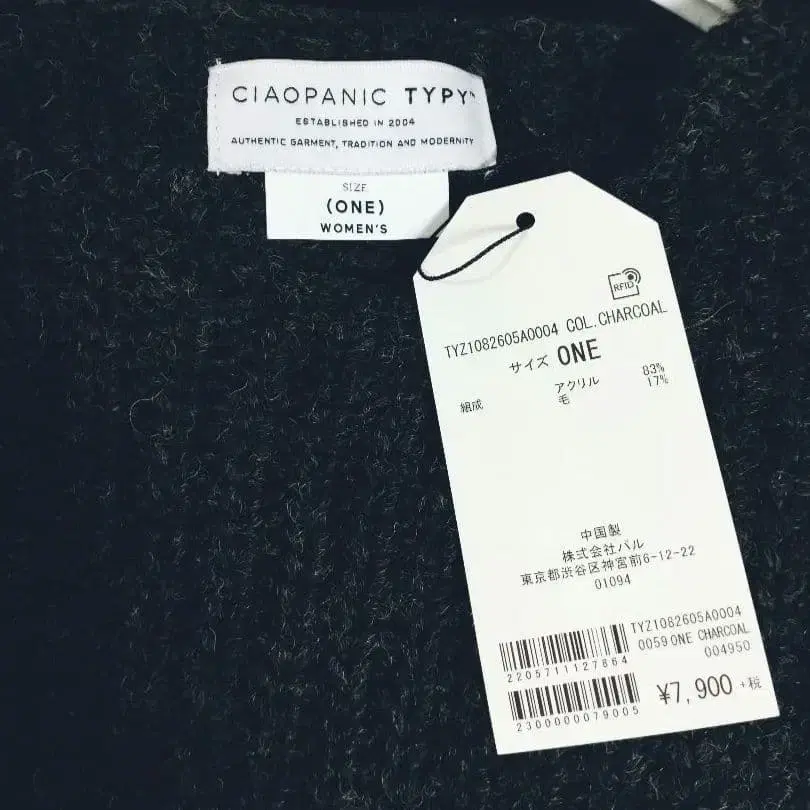 CIAOPANIC TYPY™
ESTABLISHED IN 2004
AUTHENTIC GARMENT, TRADITION AND MODERNITY
SIZE
(ONE)
WOMEN'S
RFID
TYZ1082605A0004 COL.CHARCOAL
サイズ ONE
組成 アクリル 83%
毛 17%
中国製
株式会社パル
東京都渋谷区神宮前6-12-22
01094
TYZ1082605A0004
0059 ONE CHARCOAL
004950
2205711127864
2300000079005
¥7,900 +税